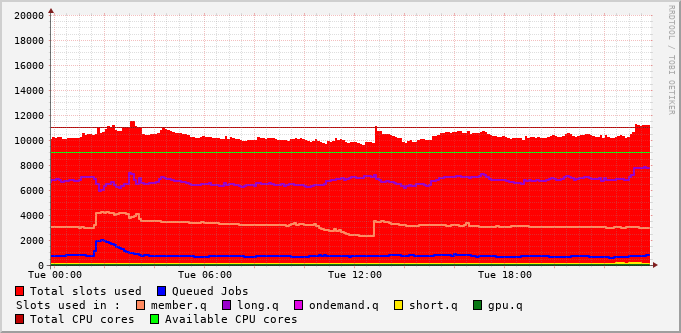 20000
18000
16000
14000
12000
10000
8000
6000
4000
2000
0
Tue 00:00 Tue 06:00 Tue 12:00 Tue 18:00
Total slots used Queued Jobs
Slots used in : member.q long.q ondemand.q short.q gpu.q
Total CPU cores Available CPU cores
RRDTOOL / TOBI OETIKER